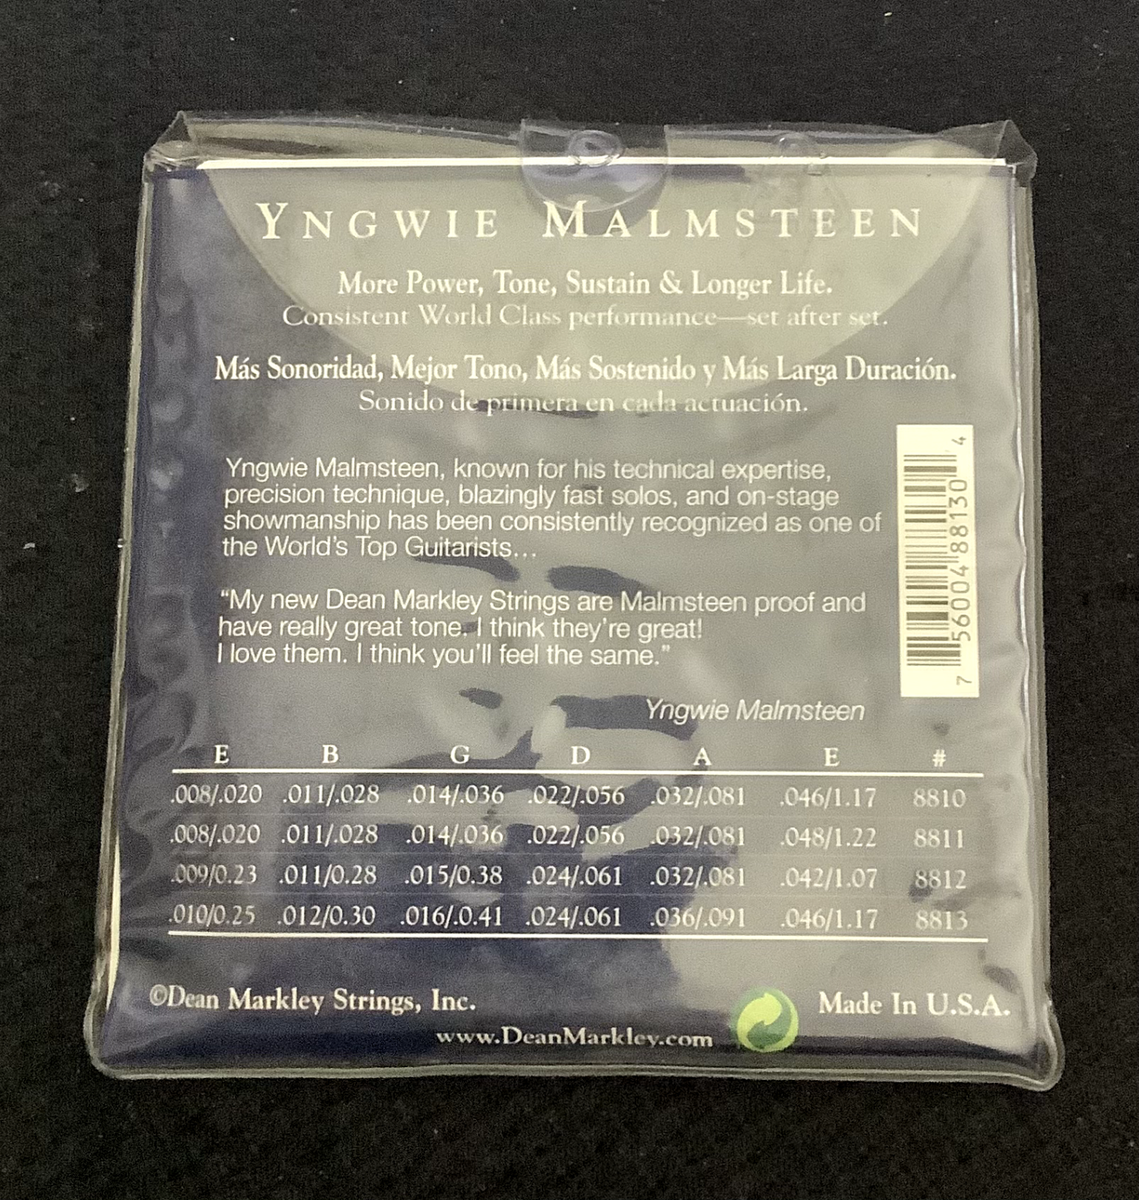 YNGWIE MALMSTEEN
More Power, Tone, Sustain & Longer Life.
Consistent World Class performance—set after set.
Más Sonoridad, Mejor Tono, Más Sostenido y Más Larga Duración.
Sonido de primera en cada actuación.
Yngwie Malmsteen, known for his technical expertise,
precision technique, blazingly fast solos, and on-stage
showmanship has been consistently recognized as one of
the World's Top Guitarists...
"My new Dean Markley Strings are Malmsteen proof and
have really great tone. I think they're great!
I love them. I think you'll feel the same."
Yngwie Malmsteen
7 56004 88130 4
E B G D A E #
.008/.020 .011/.028 .014/.036 .022/.056 .032/.081 .046/1.17 8810
.008/.020 .011/.028 .014/.036 .022/.056 .032/.081 .048/1.22 8811
.009/0.23 .011/0.28 .015/0.38 .024/.061 .032/.081 .042/1.07 8812
.010/0.25 .012/0.30 .016/.0.41 .024/.061 .036/.091 .046/1.17 8813
©Dean Markley Strings, Inc.
Made In U.S.A.
www.DeanMarkley.com